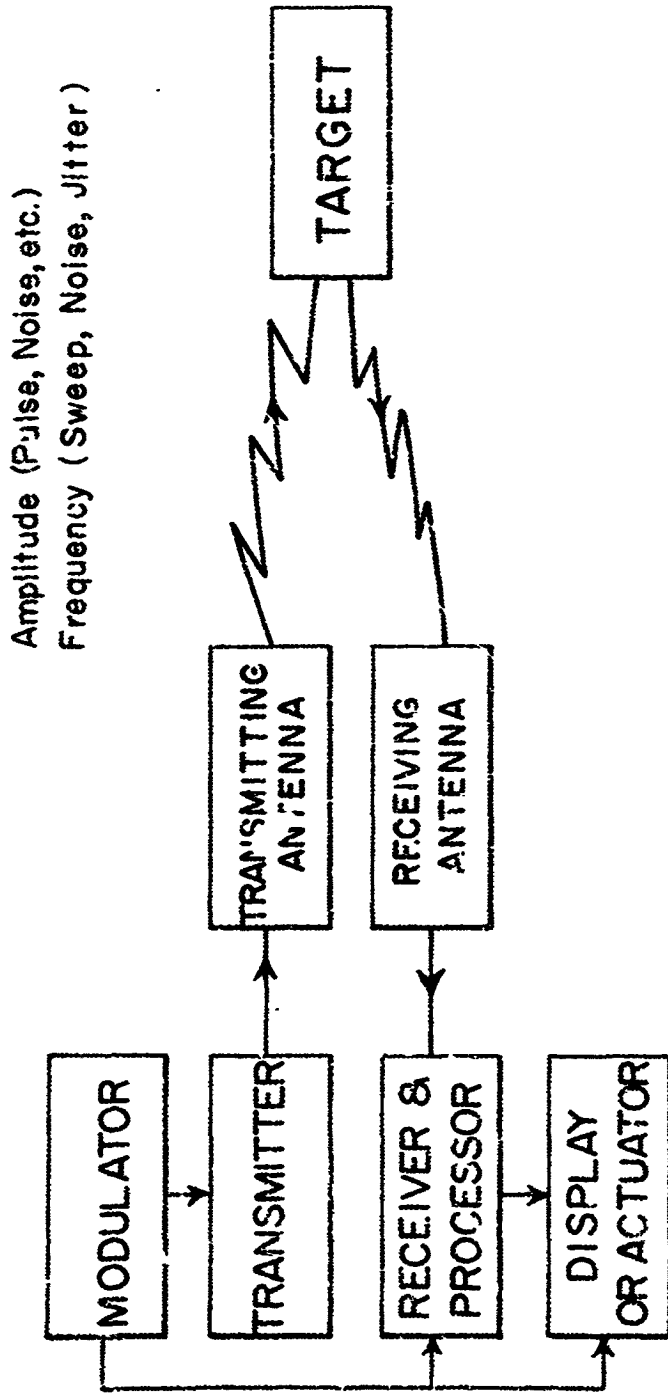 Amplitude (Pulse, Noise, etc.)
Frequency (Sweep, Noise, Jitter)
MODULATOR
TRANSMITTER
TRANSMITTING
ANTENNA
TARGET
RECEIVING
ANTENNA
RECEIVER &
PROCESSOR
DISPLAY
OR ACTUATOR